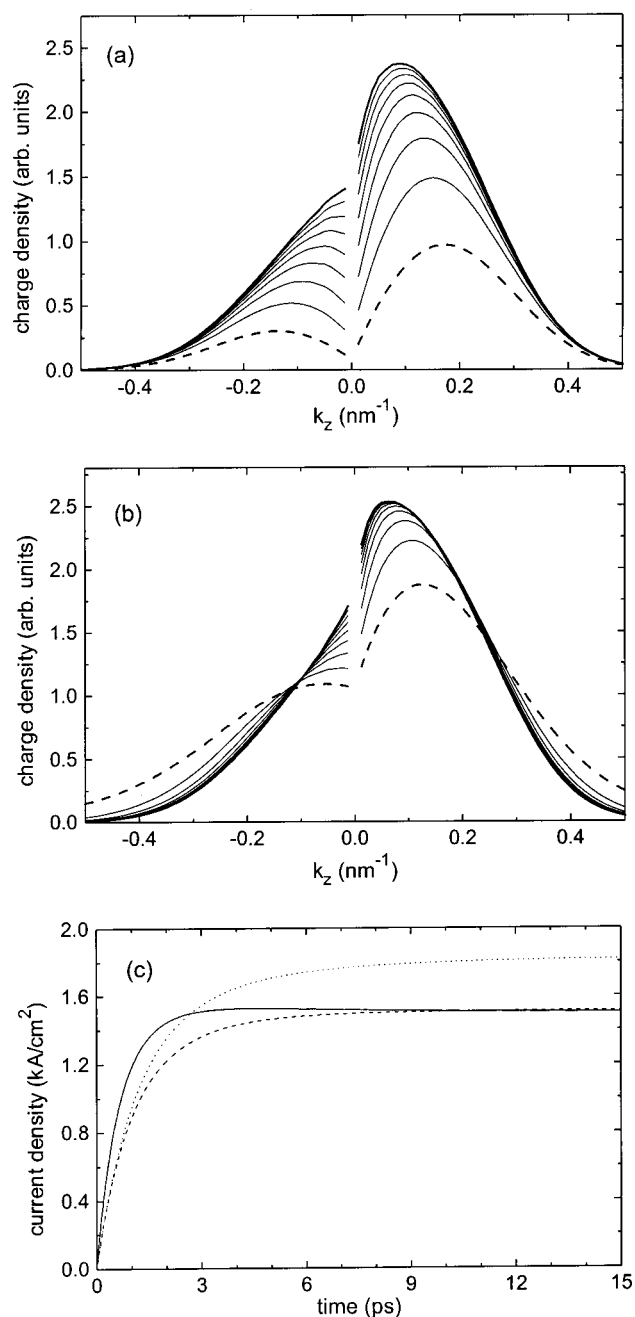 (a)
charge density (arb. units)
2.5
2.0
1.5
1.0
0.5
0.0
-0.4 -0.2 0.0 0.2 0.4
k_z (nm⁻¹)
(b)
charge density (arb. units)
2.5
2.0
1.5
1.0
0.5
0.0
-0.4 -0.2 0.0 0.2 0.4
k_z (nm⁻¹)
(c)
current density (kA/cm²)
2.0
1.6
1.2
0.8
0.4
0.0
0 3 6 9 12 15
time (ps)